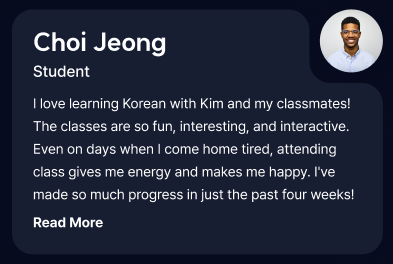 Choi Jeong
Student
I love learning Korean with Kim and my classmates!
The classes are so fun, interesting, and interactive.
Even on days when I come home tired, attending
class gives me energy and makes me happy. I've
made so much progress in just the past four weeks!
Read More